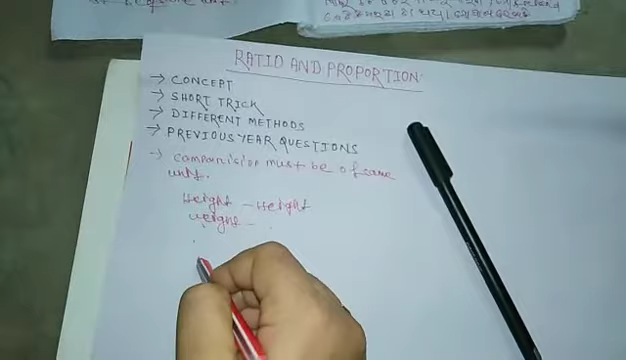 RATIO AND PROPORTION
→ CONCEPT
→ SHORT TRICK
→ DIFFERENT METHODS
→ PREVIOUS YEAR QUESTIONS
→ Comparision must be of same
unit.
Height - Height
weight -